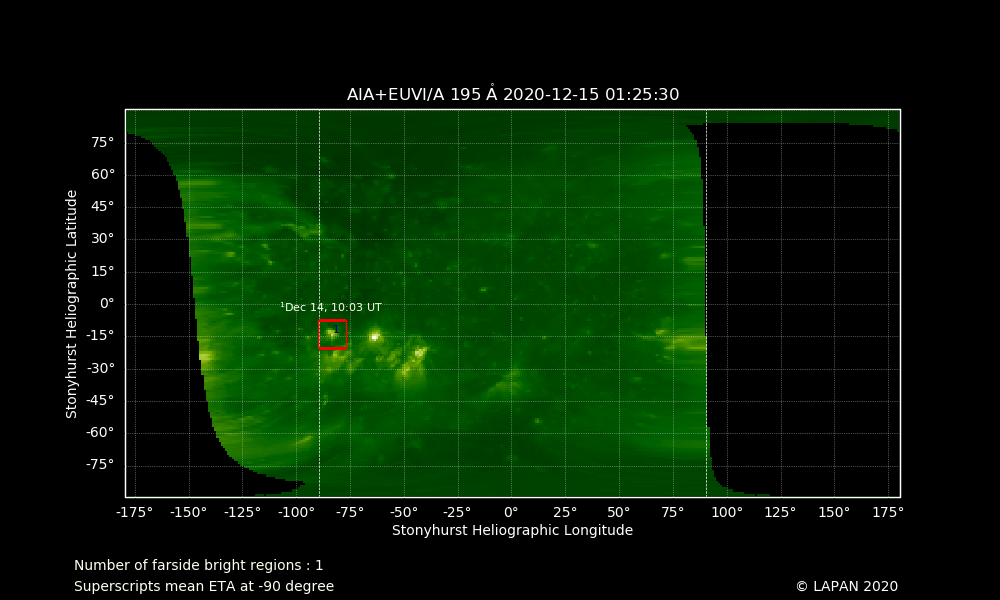 AIA+EUVI/A 195 Å 2020-12-15 01:25:30
Stonyhurst Heliographic Latitude
75°
60°
45°
30°
15°
0°
-15°
-30°
-45°
-60°
-75°
¹Dec 14, 10:03 UT
1
-175° -150° -125° -100° -75° -50° -25° 0° 25° 50° 75° 100° 125° 150° 175°
Stonyhurst Heliographic Longitude
Number of farside bright regions : 1
Superscripts mean ETA at -90 degree
© LAPAN 2020